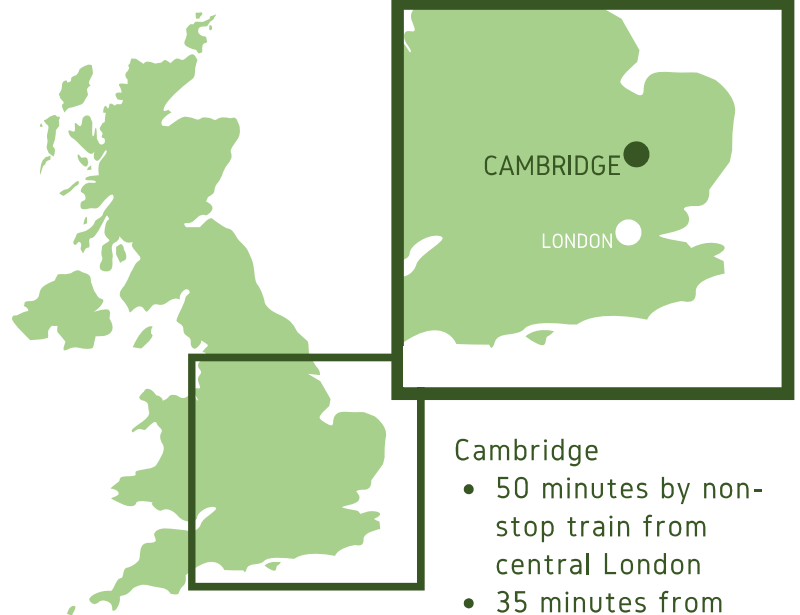 CAMBRIDGE
LONDON
Cambridge
• 50 minutes by non-
stop train from
central London
• 35 minutes from